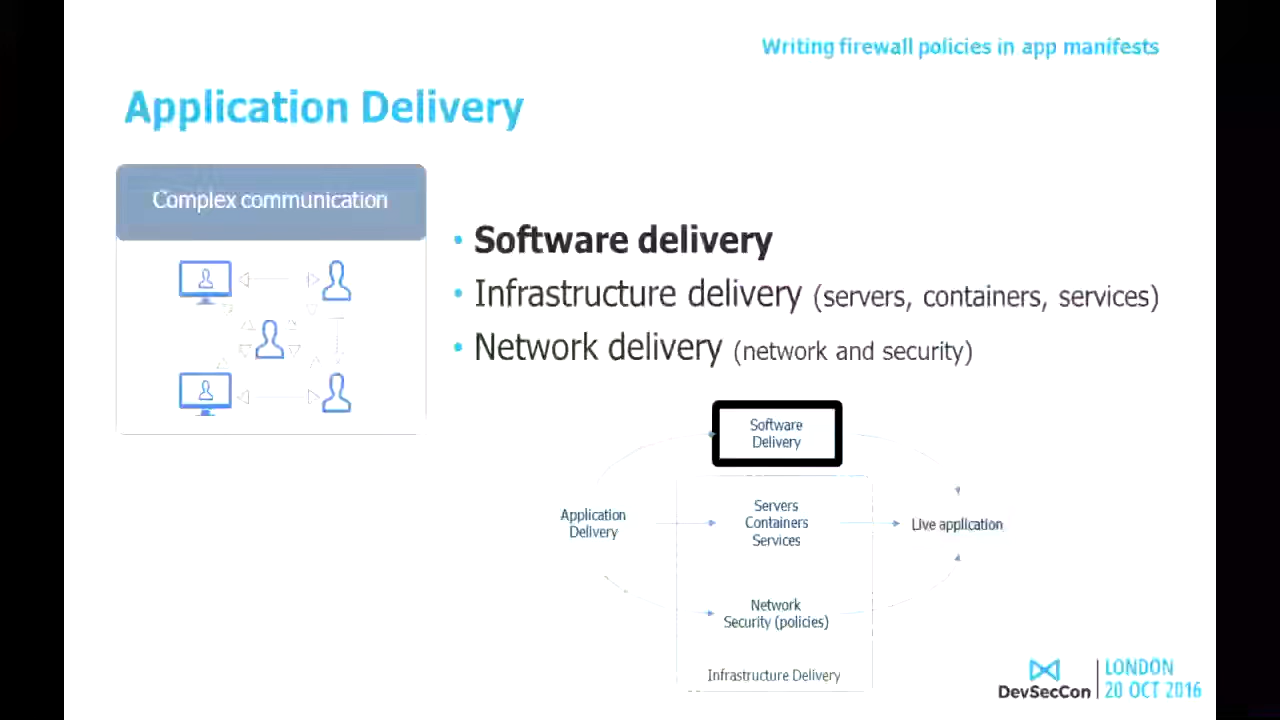 Writing firewall policies in app manifests
Application Delivery
Complex communication
• Software delivery
• Infrastructure delivery (servers, containers, services)
• Network delivery (network and security)
Software
Delivery
Application
Delivery
Servers
Containers
Services
Live application
Network
Security (policies)
Infrastructure Delivery
DevSecCon
LONDON
20 OCT 2016